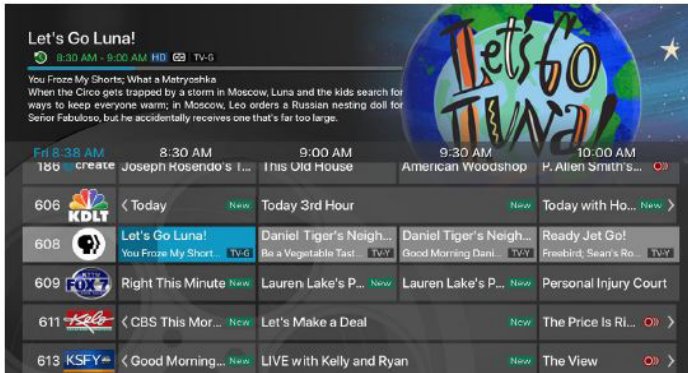 Let's Go Luna!
8:30 AM - 9:00 AM HD CC TV-G
You Froze My Shorts; What a Matryoshka
When the Circo gets trapped by a storm in Moscow, Luna and the kids search for
ways to keep everyone warm; in Moscow, Leo orders a Russian nesting doll for
Señor Fabuloso, but he accidentally receives one that's far too large.
Let's Go
Luna!
Fri 8:38 AM 8:30 AM 9:00 AM 9:30 AM 10:00 AM
186 create Joseph Rosendo's T... This Old House American Woodshop P. Allen Smith's...
606 KDLT Today New Today 3rd Hour New Today with Ho... New
608 Let's Go Luna! Daniel Tiger's Neigh... Daniel Tiger's Neigh... Ready Jet Go!
You Froze My Short... TV-G Be a Vegetable Tast... TV-Y Good Morning Dani... TV-Y Freebird; Sean's Ro... TV-Y
609 FOX 7 Right This Minute New Lauren Lake's P... New Lauren Lake's P... New Personal Injury Court
611 Kelo CBS This Mor... New Let's Make a Deal New The Price Is Ri...
613 KSFY Good Morning... New LIVE with Kelly and Ryan New The View